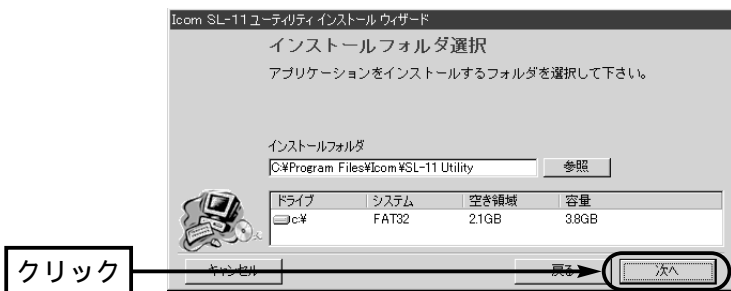 Icom SL-11ユーティリティ インストール ウィザード
インストールフォルダ選択
アプリケーションをインストールするフォルダを選択して下さい。
インストールフォルダ
C:¥Program Files¥Icom¥SL-11 Utility 参照
ドライブ システム 空き領域 容量
c:¥ FAT32 2.1GB 3.8GB
クリック キャンセル 戻る 次へ